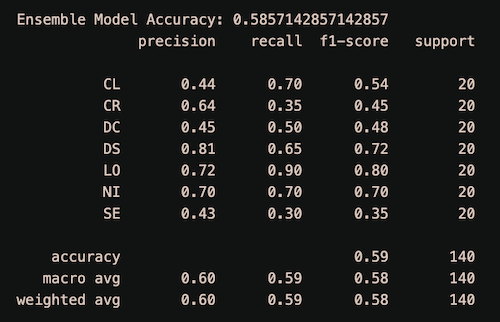 Ensemble Model Accuracy: 0.5857142857142857
precision recall f1-score support
CL 0.44 0.70 0.54 20
CR 0.64 0.35 0.45 20
DC 0.45 0.50 0.48 20
DS 0.81 0.65 0.72 20
LO 0.72 0.90 0.80 20
NI 0.70 0.70 0.70 20
SE 0.43 0.30 0.35 20
accuracy 0.59 140
macro avg 0.60 0.59 0.58 140
weighted avg 0.60 0.59 0.58 140